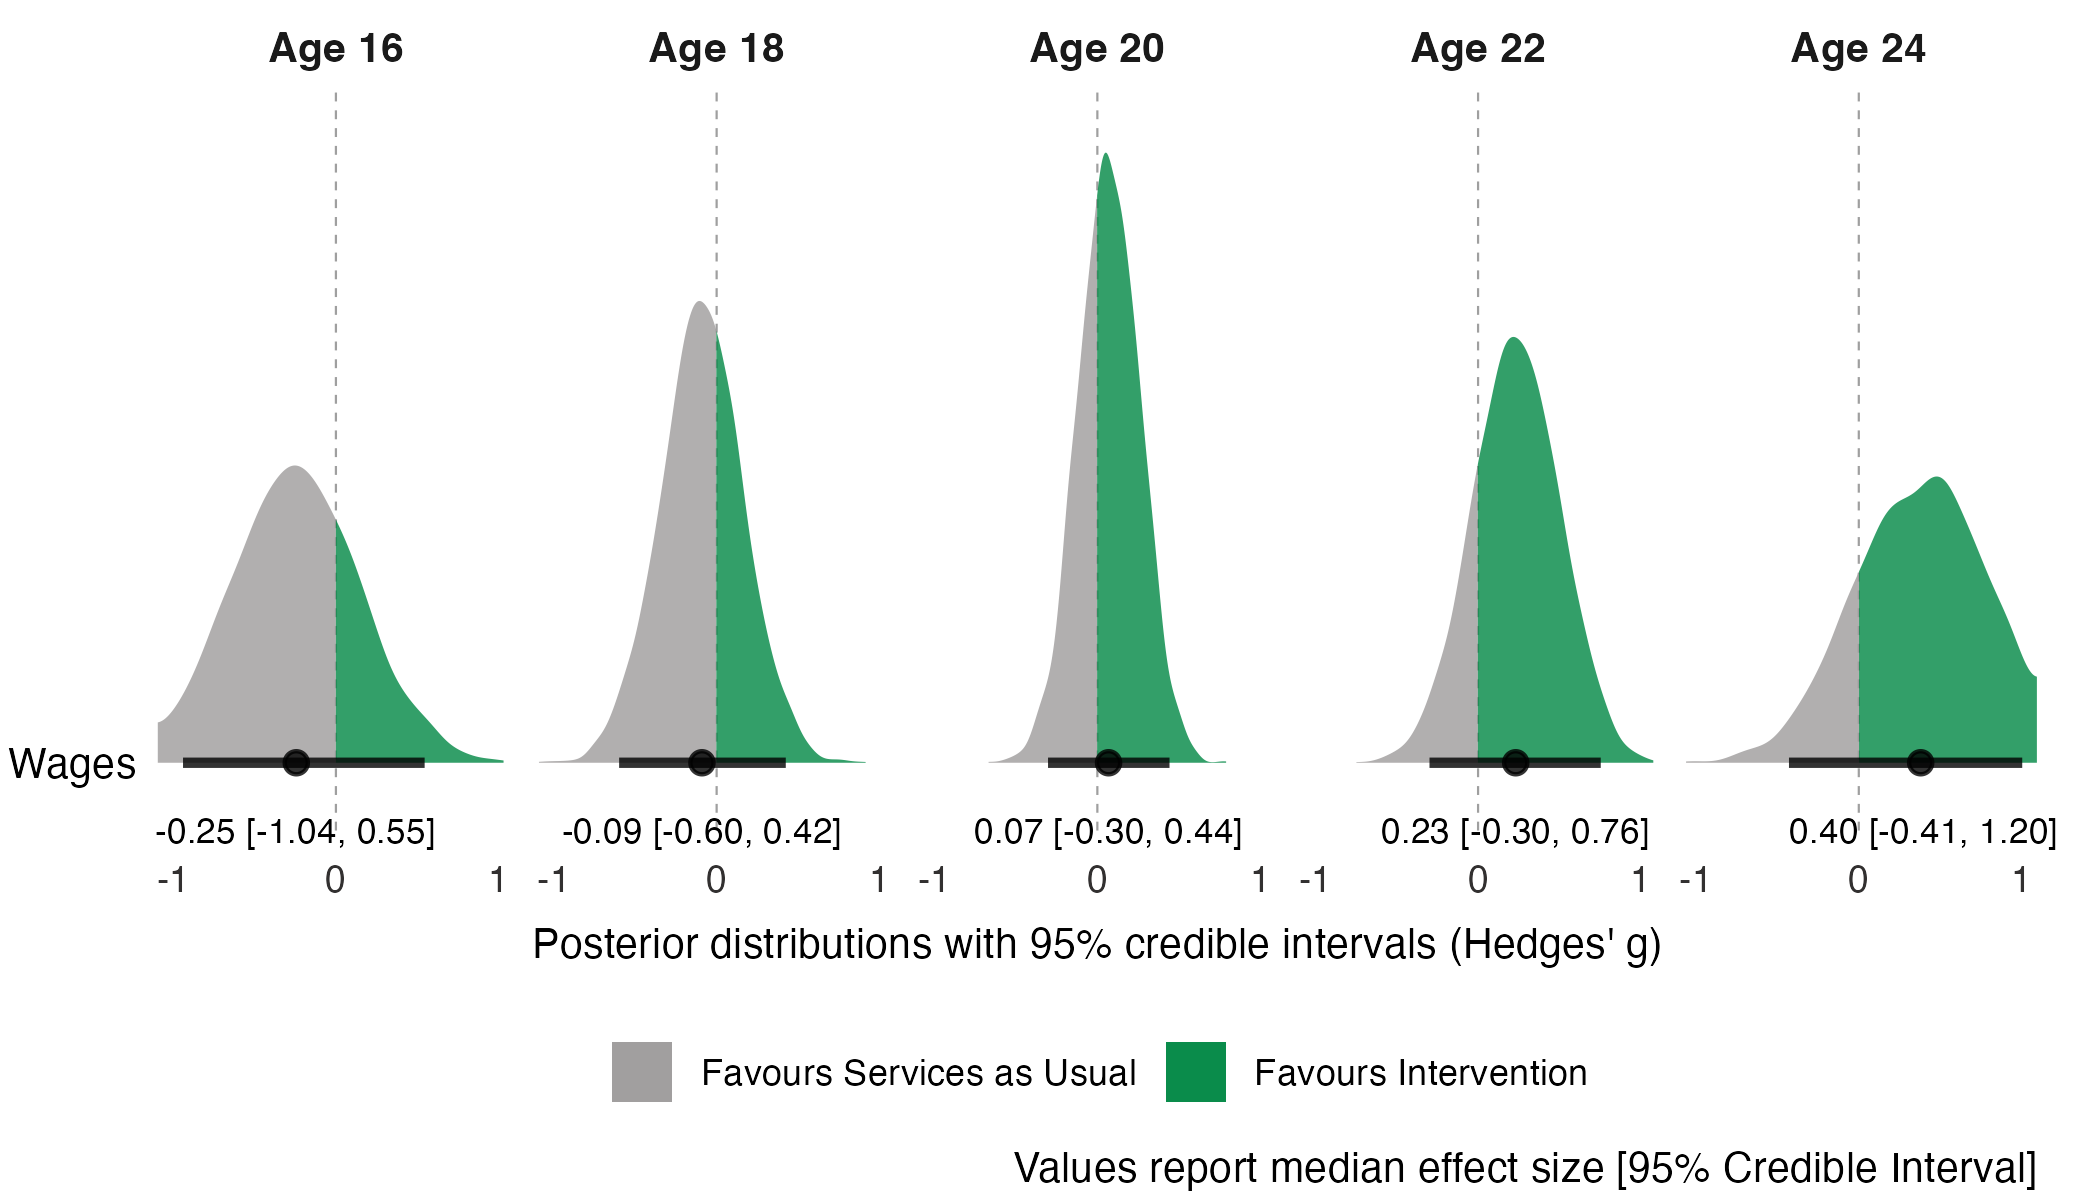 Age 16 Age 18 Age 20 Age 22 Age 24
Wages
-0.25 [-1.04, 0.55] -0.09 [-0.60, 0.42] 0.07 [-0.30, 0.44] 0.23 [-0.30, 0.76] 0.40 [-0.41, 1.20]
-1 0 1 -1 0 1 -1 0 1 -1 0 1 -1 0 1
Posterior distributions with 95% credible intervals (Hedges' g)
Favours Services as Usual Favours Intervention
Values report median effect size [95% Credible Interval]